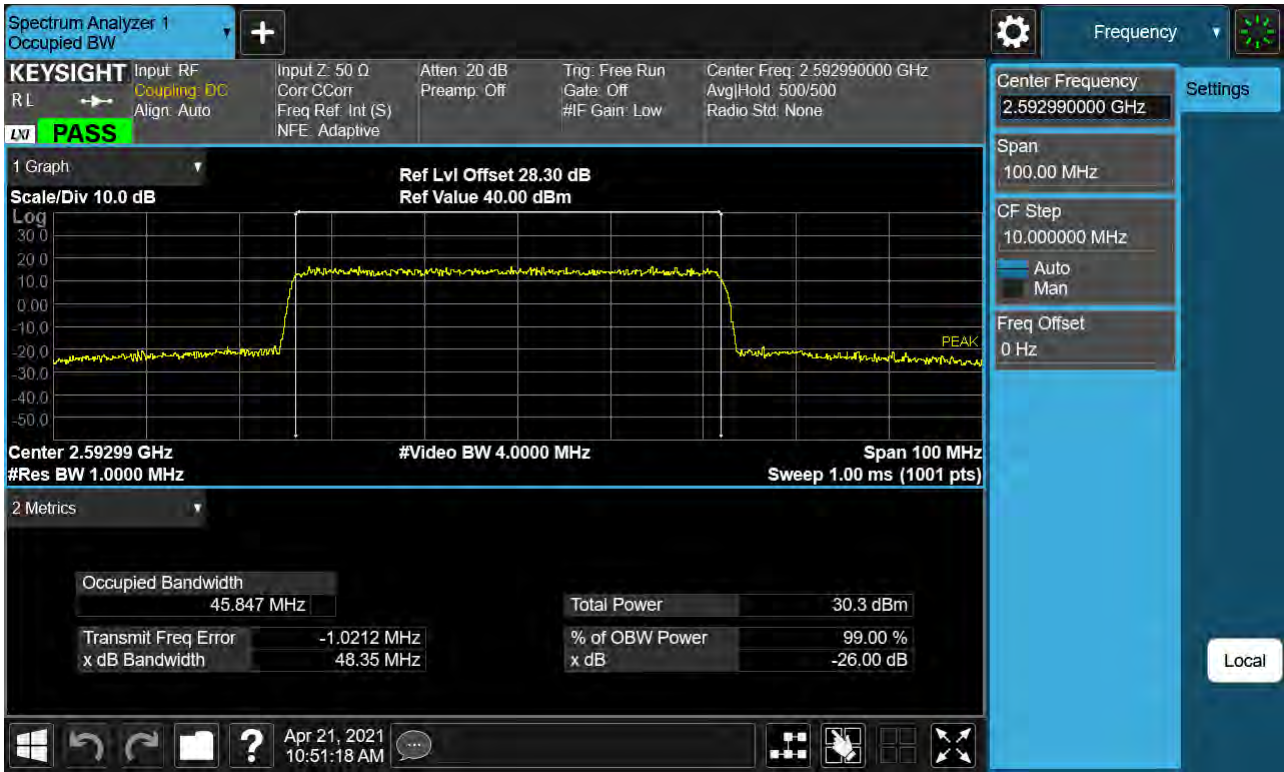 Spectrum Analyzer 1
Occupied BW
+
Frequency
KEYSIGHT
R L
LXI PASS
Input: RF
Coupling: DC
Align: Auto
Input Z: 50 Ω
Corr CCorr
Freq Ref: Int (S)
NFE: Adaptive
Atten: 20 dB
Preamp: Off
Trig: Free Run
Gate: Off
#IF Gain: Low
Center Freq: 2.592990000 GHz
Avg|Hold: 500/500
Radio Std: None
Center Frequency
2.592990000 GHz
Settings
Span
100.00 MHz
CF Step
10.000000 MHz
Auto
Man
Freq Offset
0 Hz
1 Graph
Scale/Div 10.0 dB
Ref Lvl Offset 28.30 dB
Ref Value 40.00 dBm
Log
30.0
20.0
10.0
0.00
-10.0
-20.0
-30.0
-40.0
-50.0
PEAK
Center 2.59299 GHz
#Video BW 4.0000 MHz
Span 100 MHz
#Res BW 1.0000 MHz
Sweep 1.00 ms (1001 pts)
2 Metrics
Occupied Bandwidth
45.847 MHz
Total Power 30.3 dBm
Transmit Freq Error -1.0212 MHz
% of OBW Power 99.00 %
x dB Bandwidth 48.35 MHz
x dB -26.00 dB
Local
?
Apr 21, 2021
10:51:18 AM